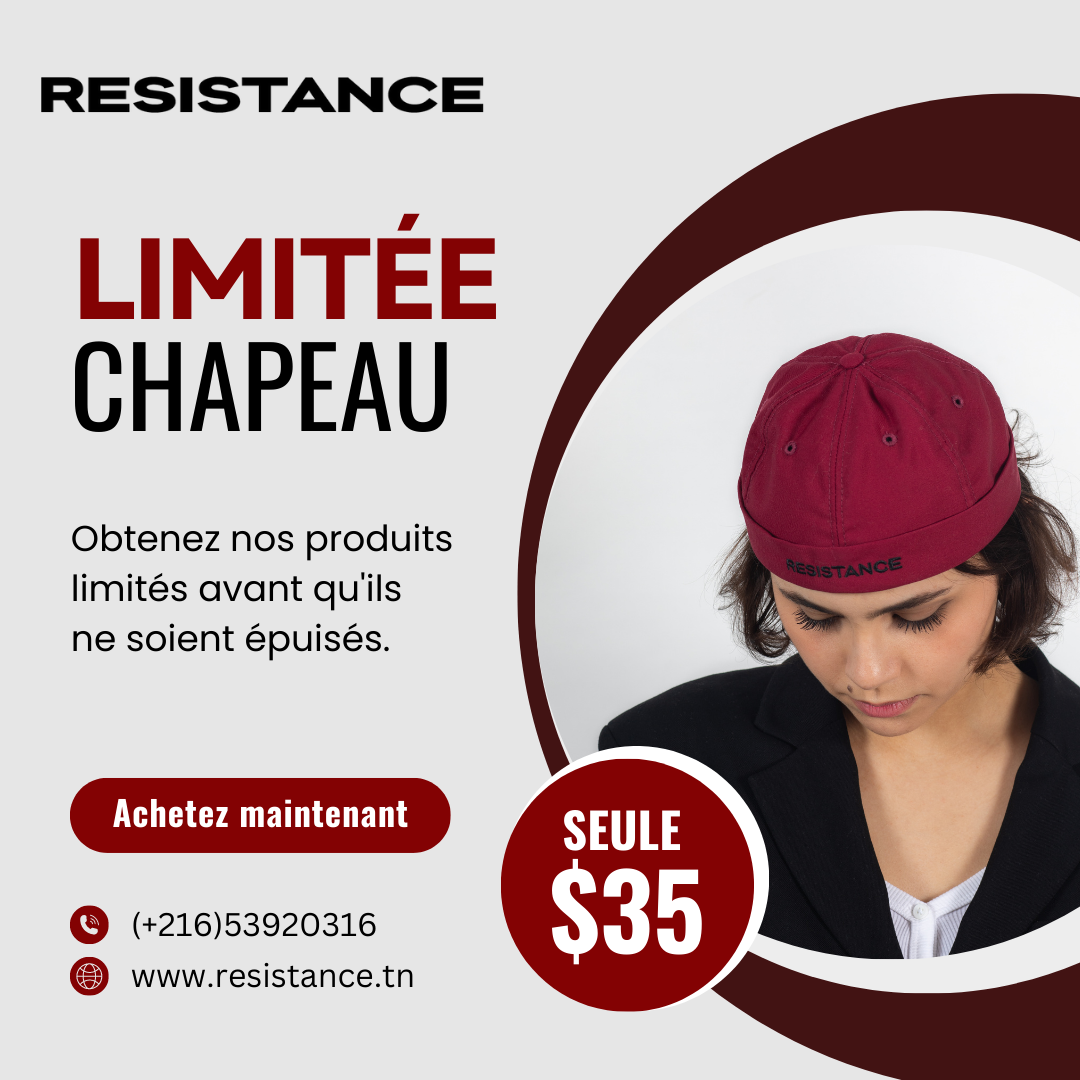 RESISTANCE
LIMITÉE
CHAPEAU
Obtenez nos produits
limités avant qu'ils
ne soient épuisés.
Achetez maintenant
(+216)53920316
www.resistance.tn
SEULE
$35
RESISTANCE